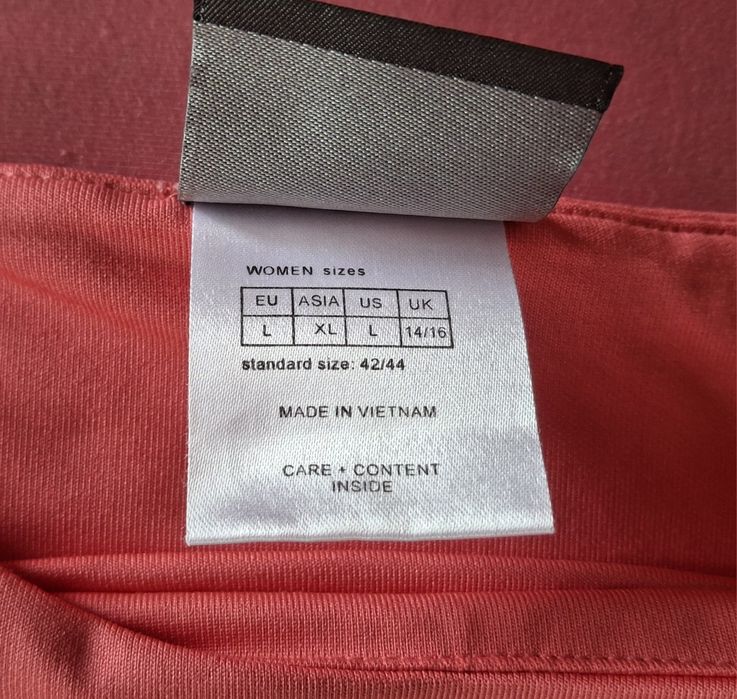 WOMEN sizes
EU ASIA US UK
L XL L 14/16
standard size: 42/44
MADE IN VIETNAM
CARE + CONTENT
INSIDE